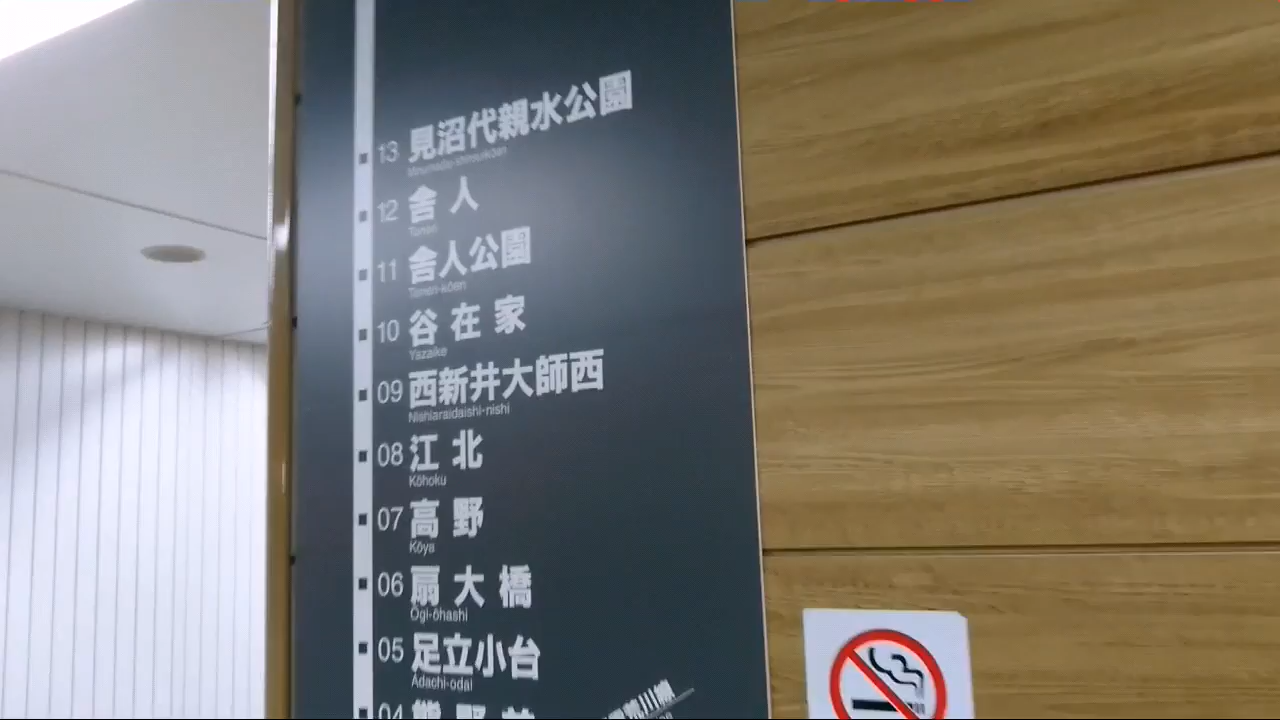 13 見沼代親水公園
Minumadai-shinsuikōen
12 舎人
Toneri
11 舎人公園
Toneri-kōen
10 谷在家
Yazaike
09 西新井大師西
Nishiaraidaishi-nishi
08 江北
Kōhoku
07 高野
Kōya
06 扇大橋
Ōgi-ōhashi
05 足立小台
Adachi-odai
04